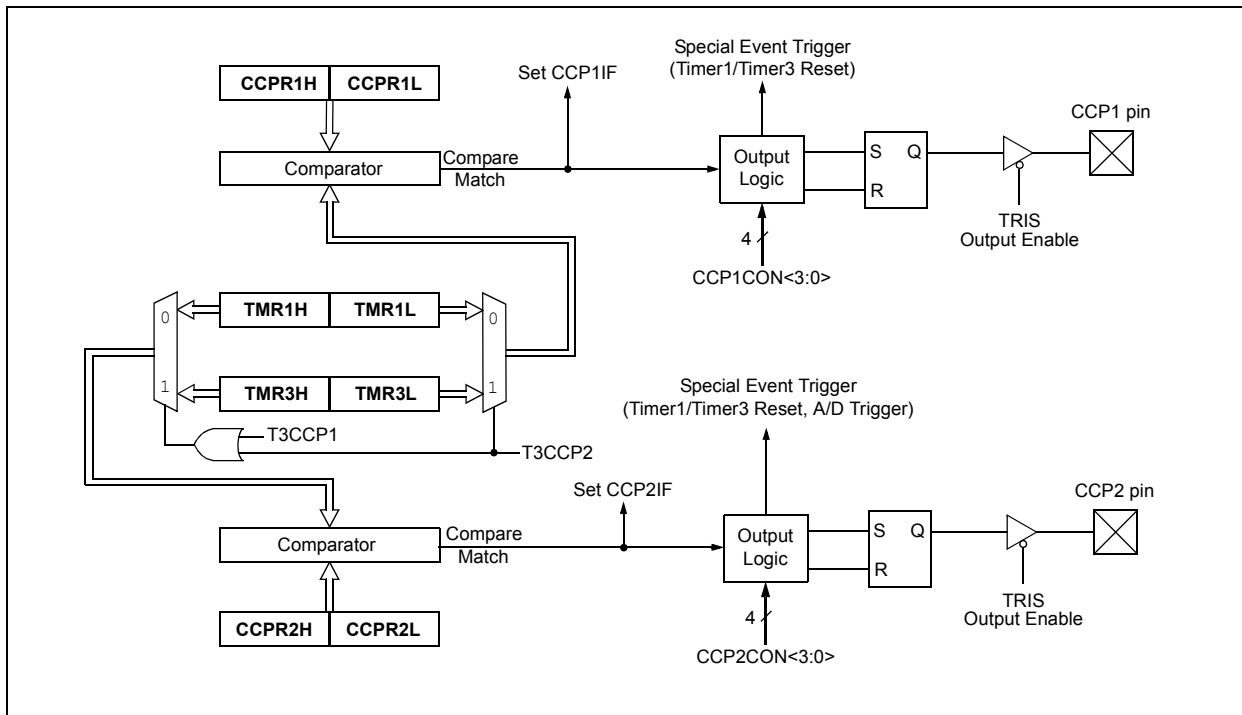 Special Event Trigger
(Timer1/Timer3 Reset)
Set CCP1IF
CCPR1H CCPR1L
CCP1 pin
Comparator
Compare
Match
Output
Logic
S Q
R
TRIS
Output Enable
4
CCP1CON<3:0>
0 TMR1H TMR1L 0
1 TMR3H TMR3L 1
T3CCP1
T3CCP2
Special Event Trigger
(Timer1/Timer3 Reset, A/D Trigger)
Set CCP2IF
CCP2 pin
Comparator
Compare
Match
Output
Logic
S Q
R
TRIS
Output Enable
4
CCPR2H CCPR2L
CCP2CON<3:0>